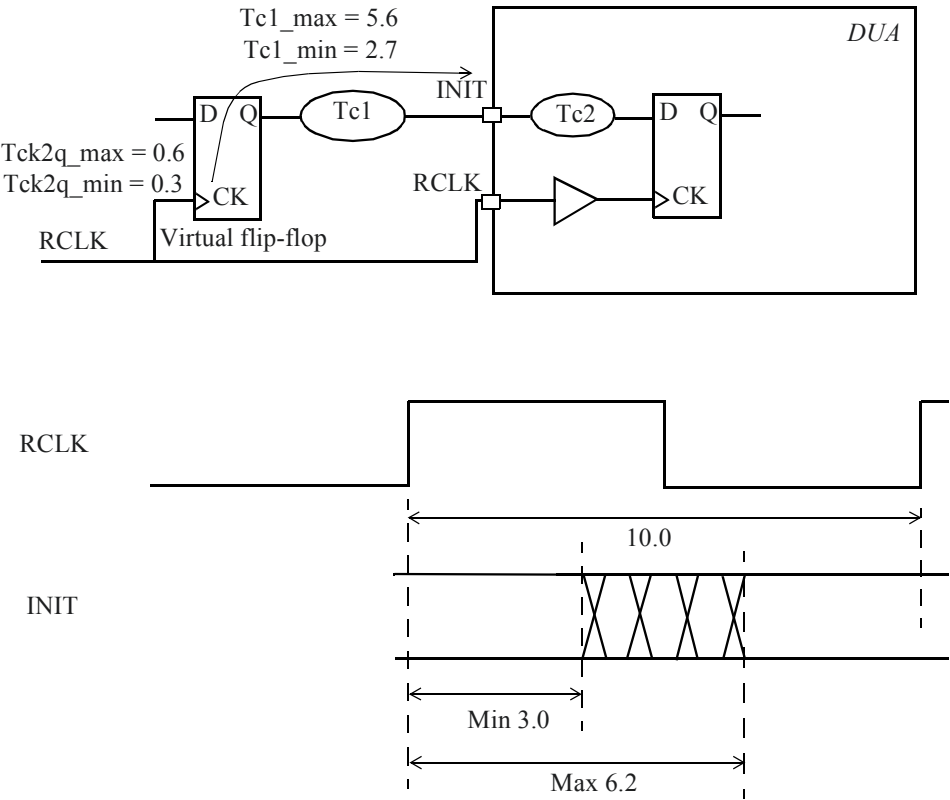 Tc1_max = 5.6
Tc1_min = 2.7
DUA
INIT
D Q
Tc1
Tc2
D Q
Tck2q_max = 0.6
Tck2q_min = 0.3
CK
RCLK
CK
RCLK
Virtual flip-flop
RCLK
10.0
INIT
Min 3.0
Max 6.2